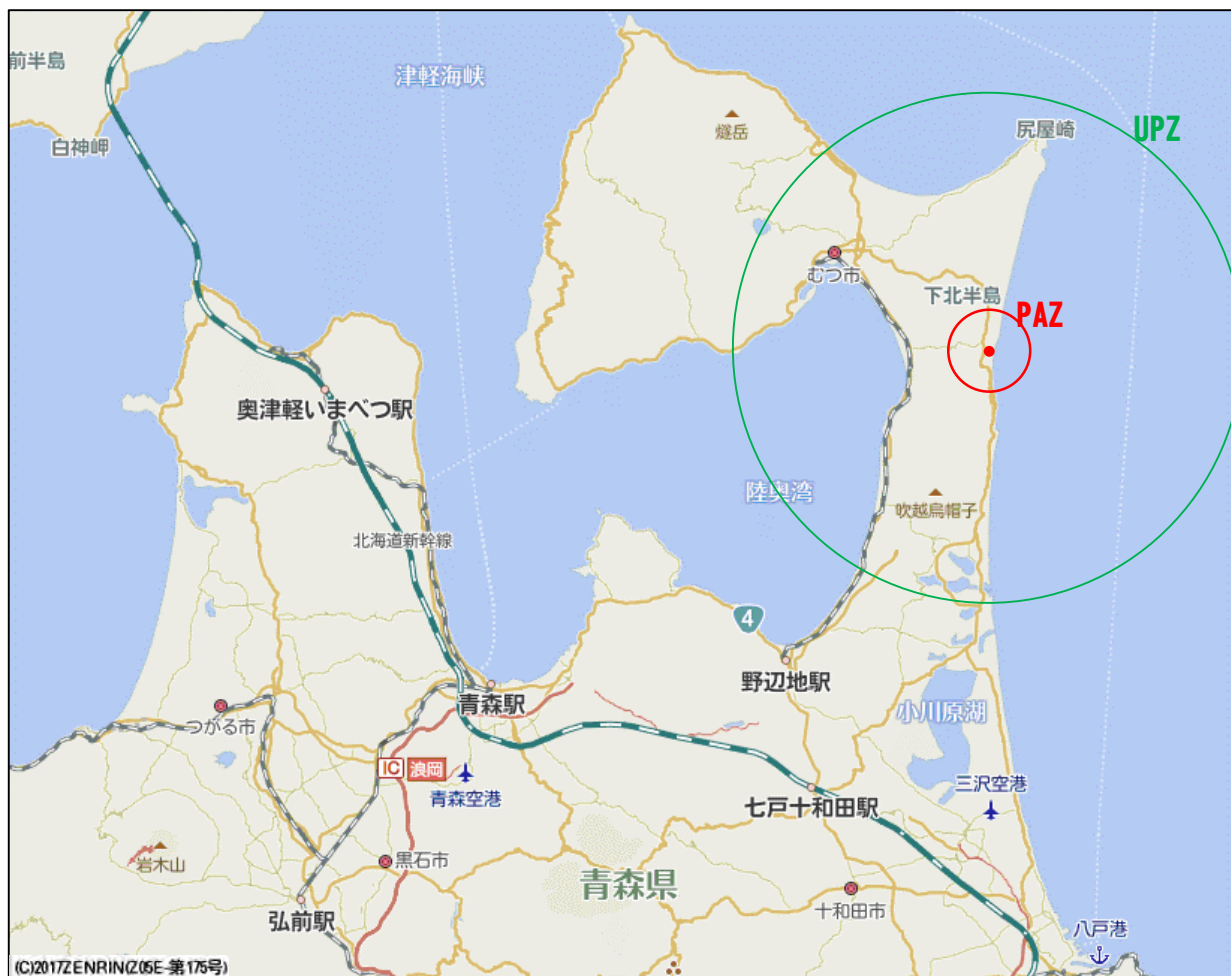 津軽海峡
前半島
燧岳
尻屋崎
UPZ
白神岬
むつ市
下北半島
PAZ
奥津軽いまべつ駅
陸奥湾
吹越烏帽子
北海道新幹線
4
野辺地駅
青森駅
つがる市
小川原湖
IC 浪岡
青森空港
三沢空港
七戸十和田駅
岩木山
黒石市
青森県
十和田市
弘前駅
八戸港
(C)2017ZENRIN(Z05E-第175号)